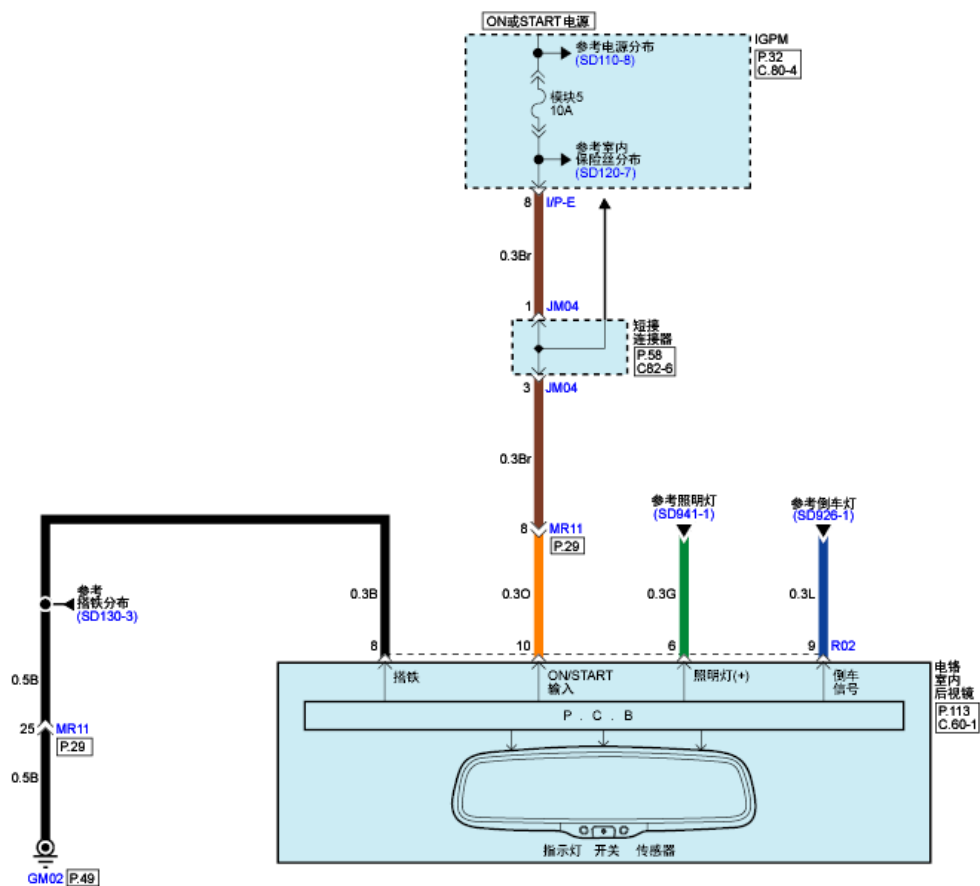 ON或START 电源
IGPM
P.32
C.80-4
参考电源分布
(SD110-8)
模块5
10A
参考室内
保险丝分布
(SD120-7)
8
I/P-E
0.3Br
1
JM04
短接
连接器
P.58
C82-6
3
JM04
0.3Br
参考照明灯
(SD941-1)
参考倒车灯
(SD926-1)
8
MR11
P.29
参考
搭铁分布
(SD130-3)
0.3B
0.3O
0.3G
0.3L
8
10
6
9
R02
搭铁
ON/START
输入
照明灯(+)
倒车
信号
电铬
室内
后视镜
P.113
C.60-1
0.5B
P . C . B
25
MR11
P.29
0.5B
指示灯
开关
传感器
GM02
P.49